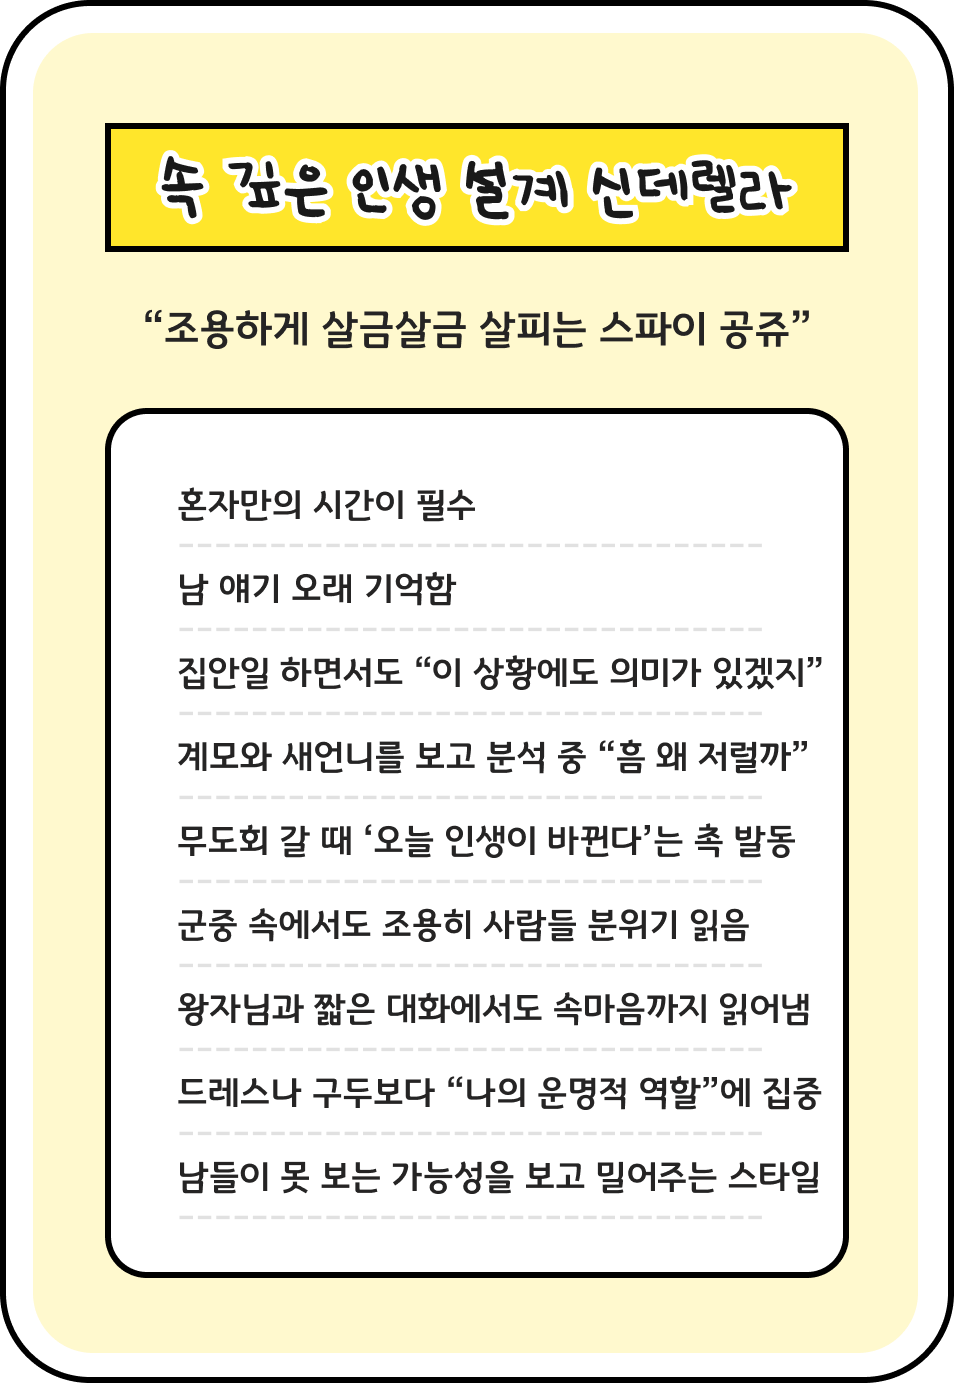 속 깊은 인생 설계 신데렐라
“조용하게 살금살금 살피는 스파이 공쥬”
혼자만의 시간이 필수
남 얘기 오래 기억함
집안일 하면서도 “이 상황에도 의미가 있겠지”
계모와 새언니를 보고 분석 중 “흠 왜 저럴까”
무도회 갈 때 ‘오늘 인생이 바뀐다’는 촉 발동
군중 속에서도 조용히 사람들 분위기 읽음
왕자님과 짧은 대화에서도 속마음까지 읽어냄
드레스나 구두보다 “나의 운명적 역할”에 집중
남들이 못 보는 가능성을 보고 밀어주는 스타일